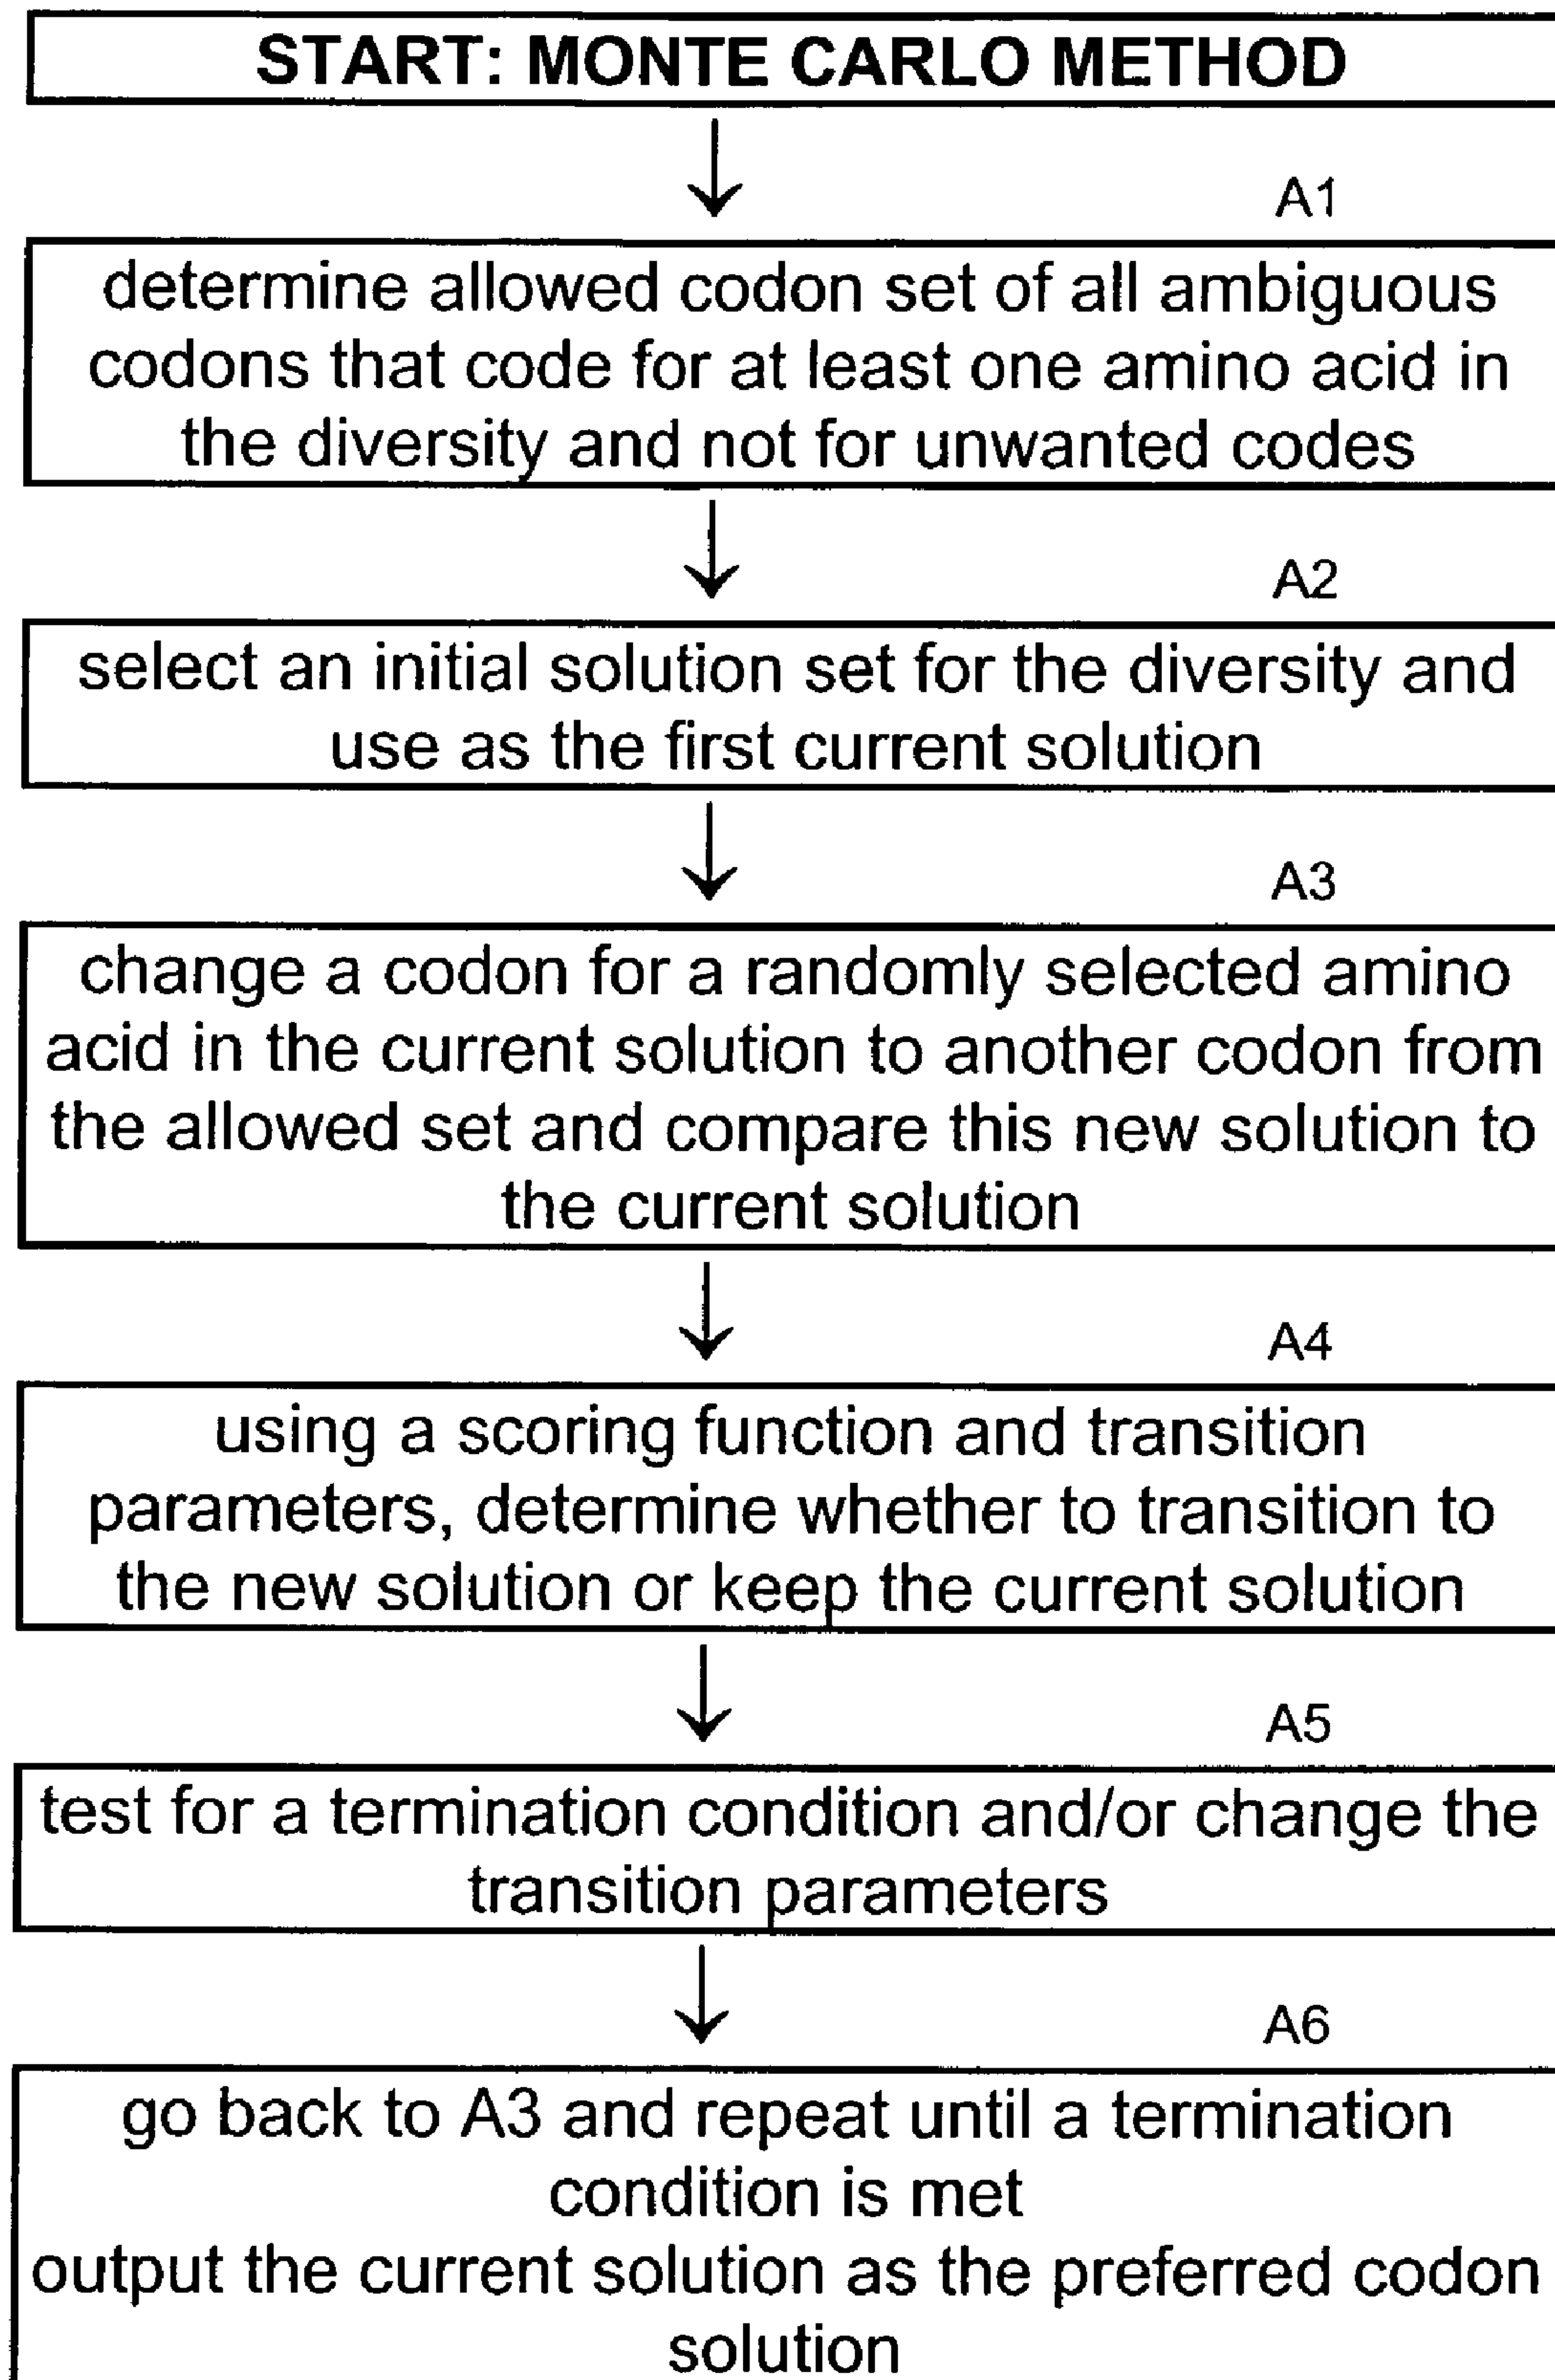 START: MONTE CARLO METHOD
A1
determine allowed codon set of all ambiguous
codons that code for at least one amino acid in
the diversity and not for unwanted codes
A2
select an initial solution set for the diversity and
use as the first current solution
A3
change a codon for a randomly selected amino
acid in the current solution to another codon from
the allowed set and compare this new solution to
the current solution
A4
using a scoring function and transition
parameters, determine whether to transition to
the new solution or keep the current solution
A5
test for a termination condition and/or change the
transition parameters
A6
go back to A3 and repeat until a termination
condition is met
output the current solution as the preferred codon
solution